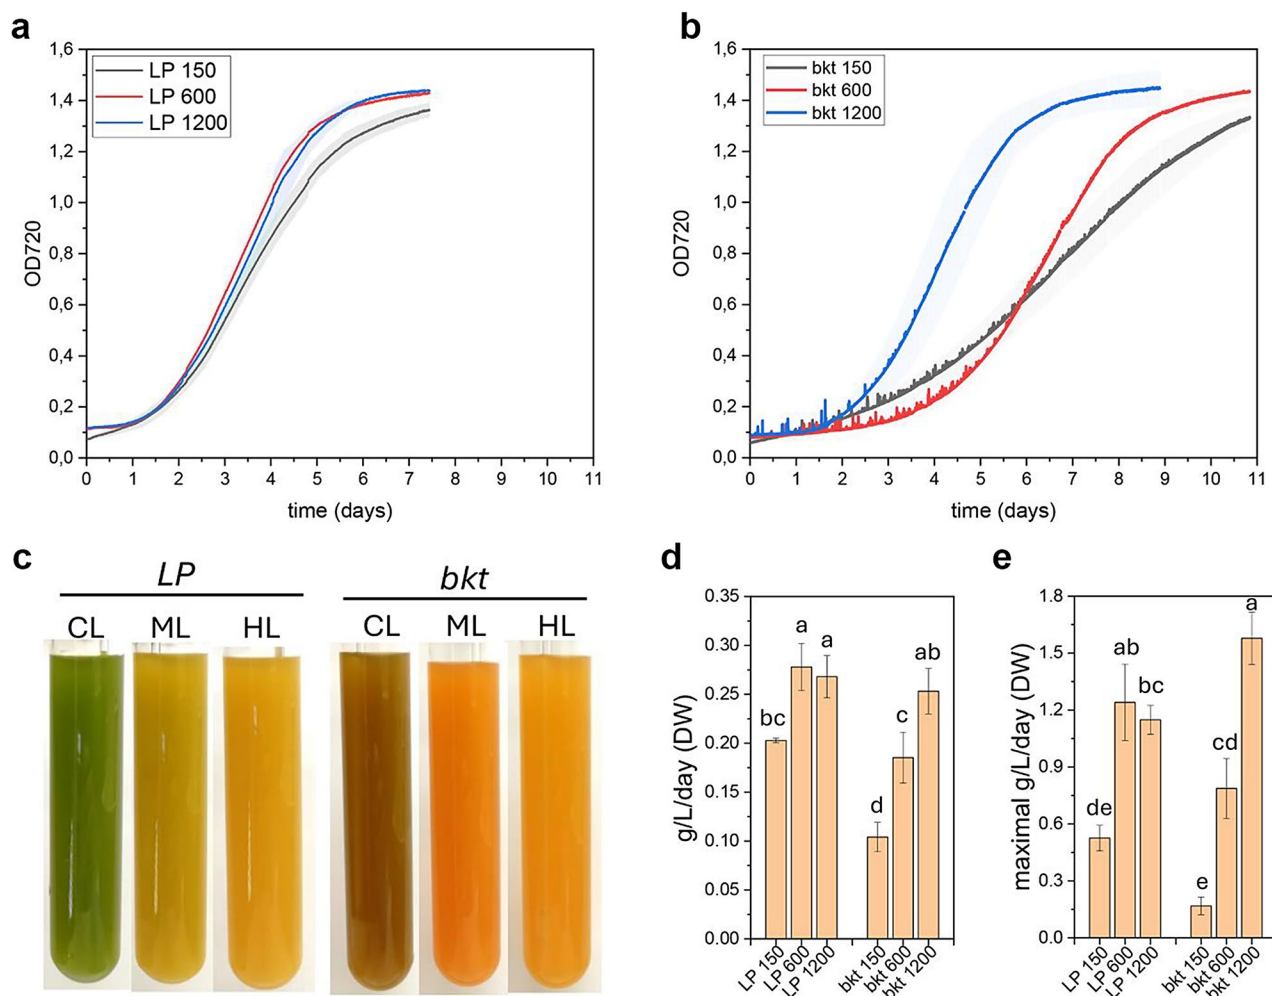 a
1,6
1,4
1,2
1,0
0,8
0,6
0,4
0,2
0,0
OD720
LP 150
LP 600
LP 1200
0 1 2 3 4 5 6 7 8 9 10 11
time (days)
b
1,6
1,4
1,2
1,0
0,8
0,6
0,4
0,2
0,0
OD720
bkt 150
bkt 600
bkt 1200
0 1 2 3 4 5 6 7 8 9 10 11
time (days)
c
LP
CL ML HL
bkt
CL ML HL
d
0.35
0.30
0.25
0.20
0.15
0.10
0.05
0.00
g/L/day (DW)
bc
a
a
d
c
ab
LP 150
LP 600
LP 1200
bkt 150
bkt 600
bkt 1200
e
1.8
1.5
1.2
0.9
0.6
0.3
0.0
maximal g/L/day (DW)
de
ab
bc
e
cd
a
LP 150
LP 600
LP 1200
bkt 150
bkt 600
bkt 1200